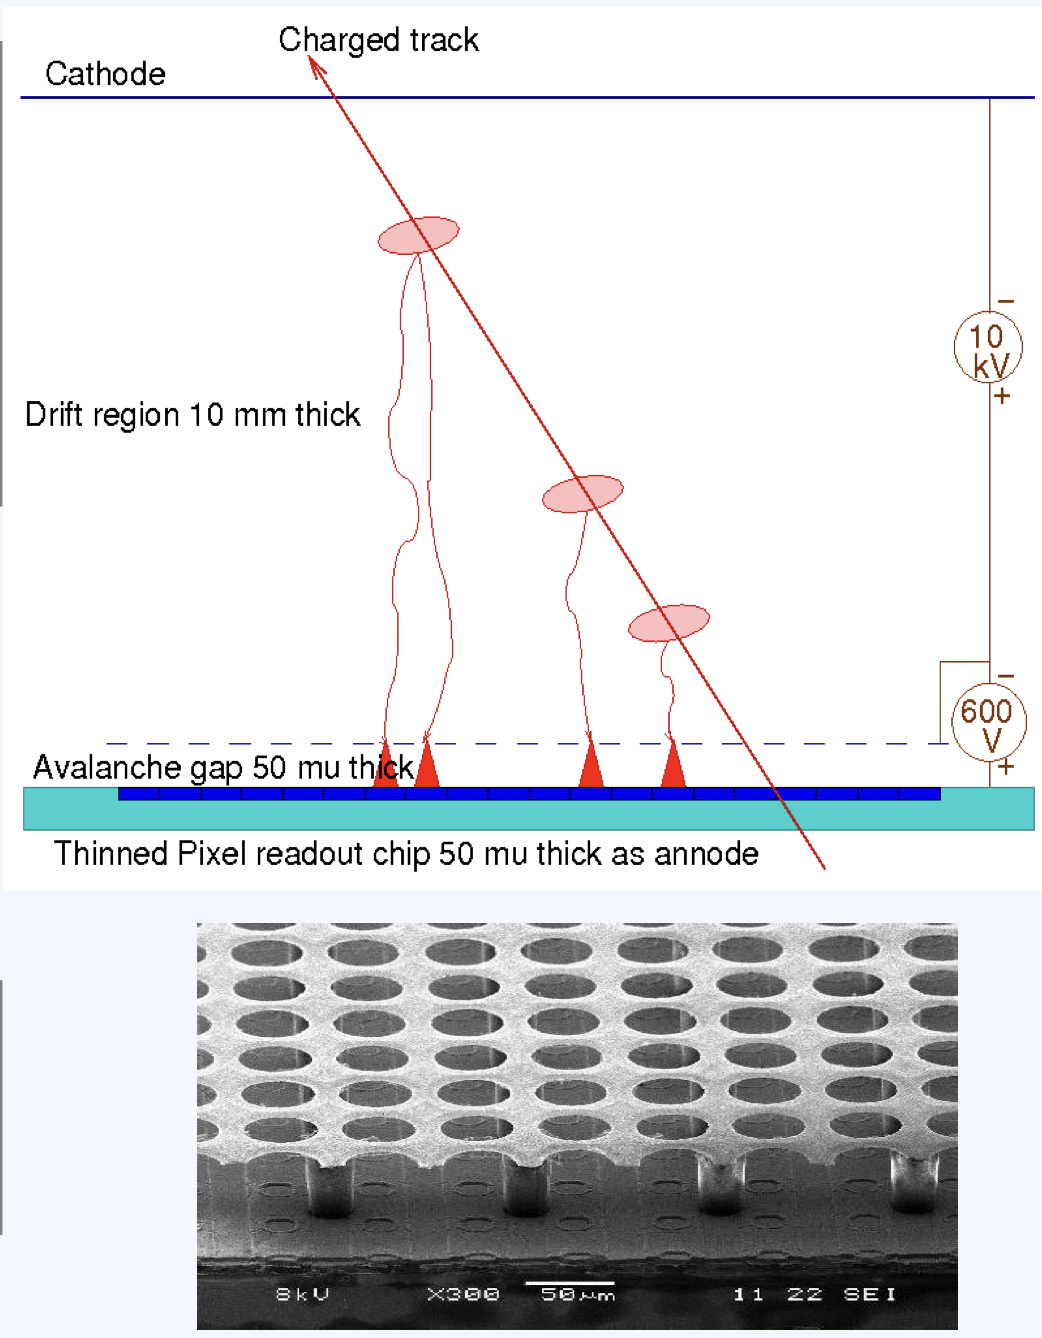 Charged track
Cathode
−
10
kV
+
Drift region 10 mm thick
−
600
V
+
Avalanche gap 50 mu thick
Thinned Pixel readout chip 50 mu thick as annode
8kV X300 50μm 11 22 SEI